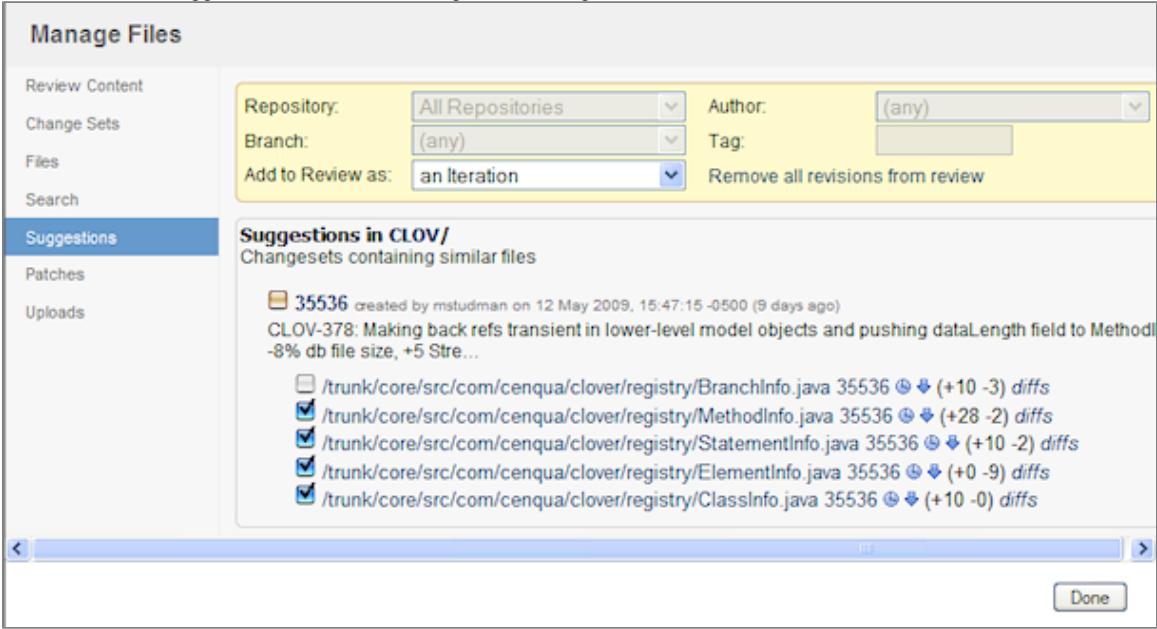 Manage Files
Review Content
Change Sets
Files
Search
Suggestions
Patches
Uploads
Repository: All Repositories Author: (any)
Branch: (any) Tag:
Add to Review as: an Iteration Remove all revisions from review
Suggestions in CLOV/
Changesets containing similar files
35536 created by mstudman on 12 May 2009, 15:47:15 -0500 (9 days ago)
CLOV-378: Making back refs transient in lower-level model objects and pushing dataLength field to MethodI
-8% db file size, +5 Stre...
/trunk/core/src/com/cenqua/clover/registry/BranchInfo.java 35536 (+10 -3) diffs
/trunk/core/src/com/cenqua/clover/registry/MethodInfo.java 35536 (+28 -2) diffs
/trunk/core/src/com/cenqua/clover/registry/StatementInfo.java 35536 (+10 -2) diffs
/trunk/core/src/com/cenqua/clover/registry/ElementInfo.java 35536 (+0 -9) diffs
/trunk/core/src/com/cenqua/clover/registry/ClassInfo.java 35536 (+10 -0) diffs
Done